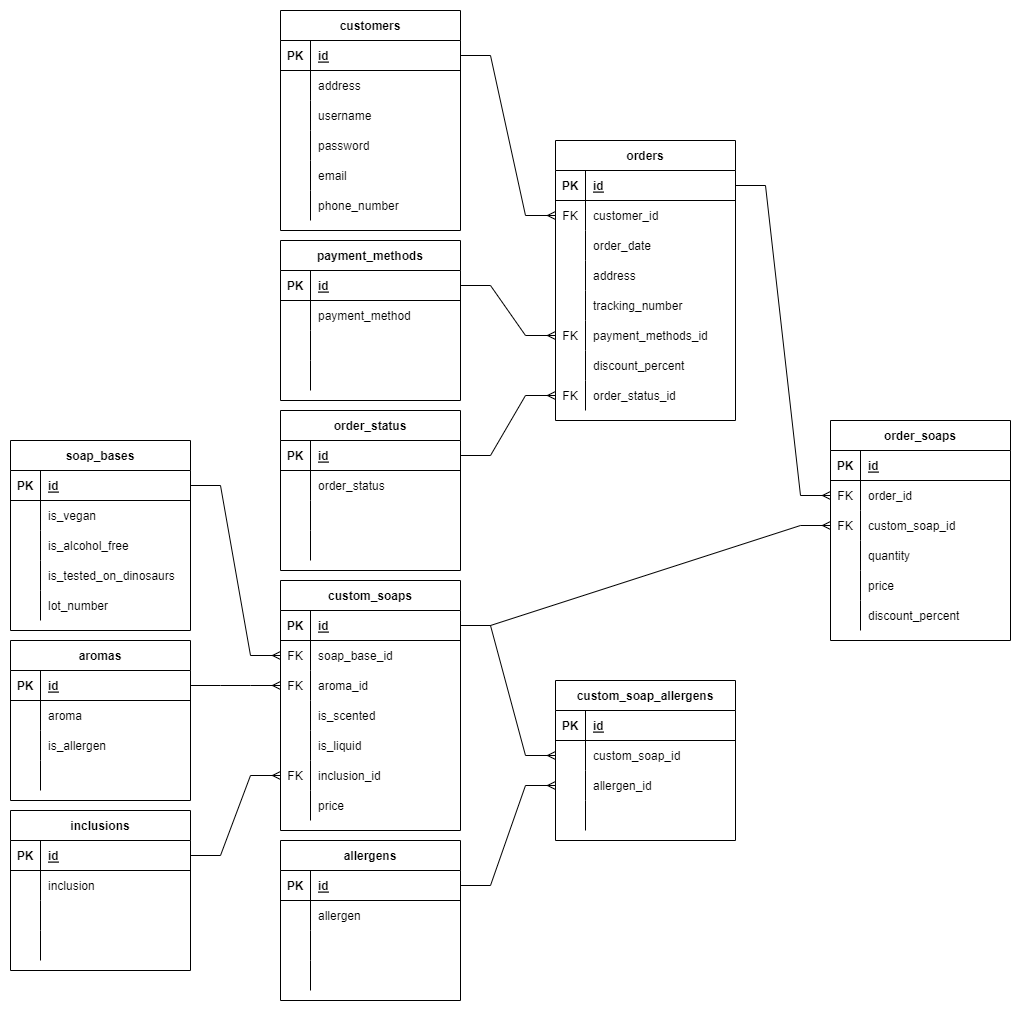 customers
PK id
address
username
password
email
phone_number
payment_methods
PK id
payment_method
order_status
PK id
order_status
orders
PK id
FK customer_id
order_date
address
tracking_number
FK payment_methods_id
discount_percent
FK order_status_id
order_soaps
PK id
FK order_id
FK custom_soap_id
quantity
price
discount_percent
soap_bases
PK id
is_vegan
is_alcohol_free
is_tested_on_dinosaurs
lot_number
aromas
PK id
aroma
is_allergen
inclusions
PK id
inclusion
custom_soaps
PK id
FK soap_base_id
FK aroma_id
is_scented
is_liquid
FK inclusion_id
price
allergens
PK id
allergen
custom_soap_allergens
PK id
custom_soap_id
allergen_id